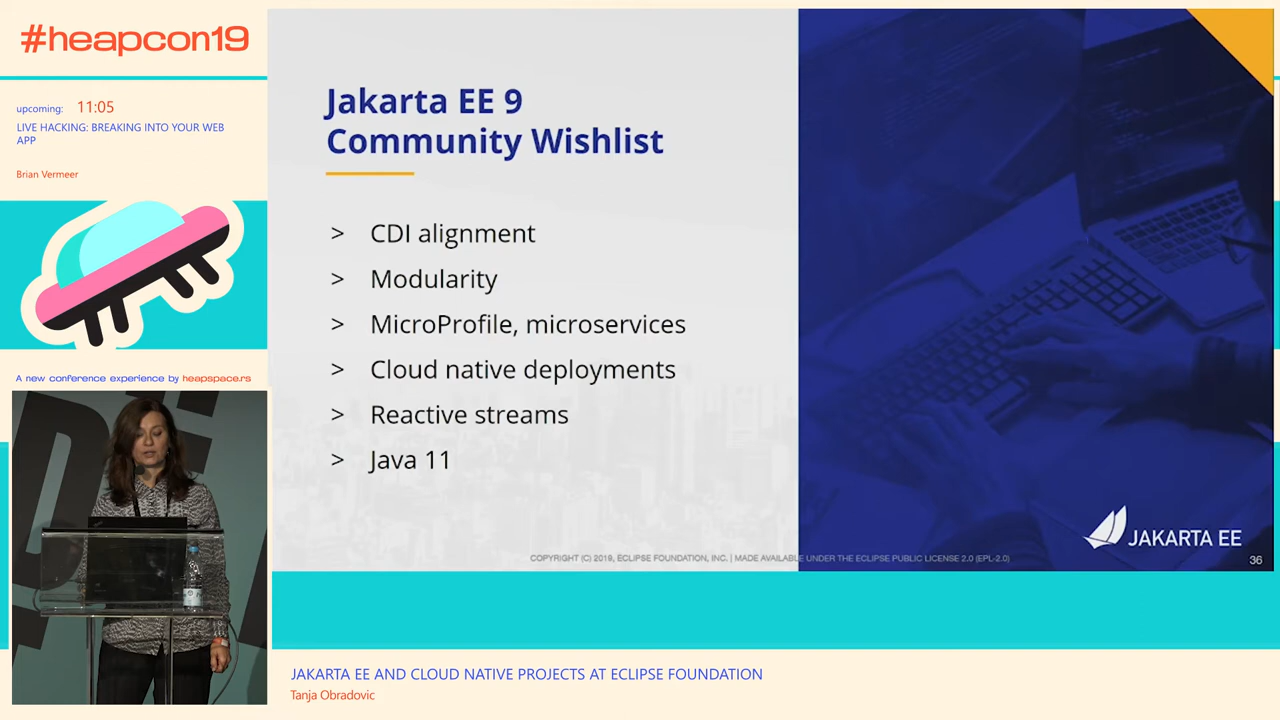 #heapcon19
upcoming: 11:05
LIVE HACKING: BREAKING INTO YOUR WEB
APP
Brian Vermeer
A new conference experience by heapspace.rs
Jakarta EE 9
Community Wishlist
> CDI alignment
> Modularity
> MicroProfile, microservices
> Cloud native deployments
> Reactive streams
> Java 11
JAKARTA EE
COPYRIGHT (C) 2019, ECLIPSE FOUNDATION, INC. | MADE AVAILABLE UNDER THE ECLIPSE PUBLIC LICENSE 2.0 (EPL-2.0)
36
JAKARTA EE AND CLOUD NATIVE PROJECTS AT ECLIPSE FOUNDATION
Tanja Obradovic